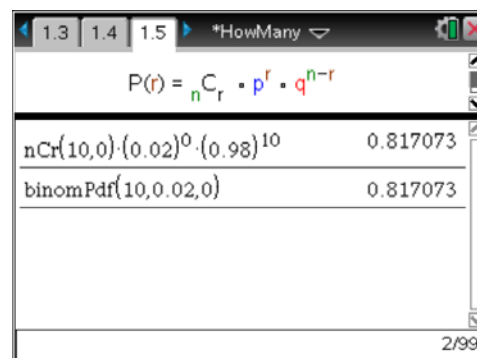 1.3 1.4 1.5 *HowMany
P(r) = nCr • p^r • q^n−r
nCr(10,0)·(0.02)^0·(0.98)^10 0.817073
binomPdf(10,0.02,0) 0.817073
2/99